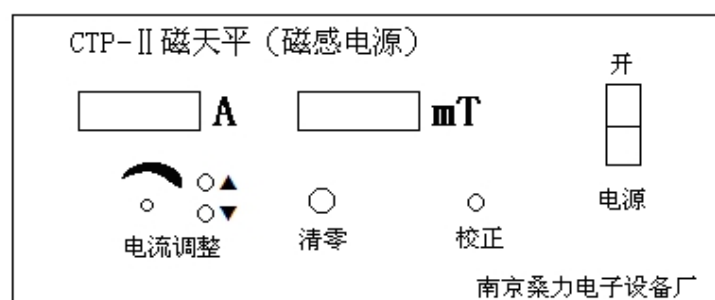 CTP-Ⅱ磁天平（磁感电源）
开
A
mT
▲
▼
电源
电流调整
清零
校正
南京桑力电子设备厂